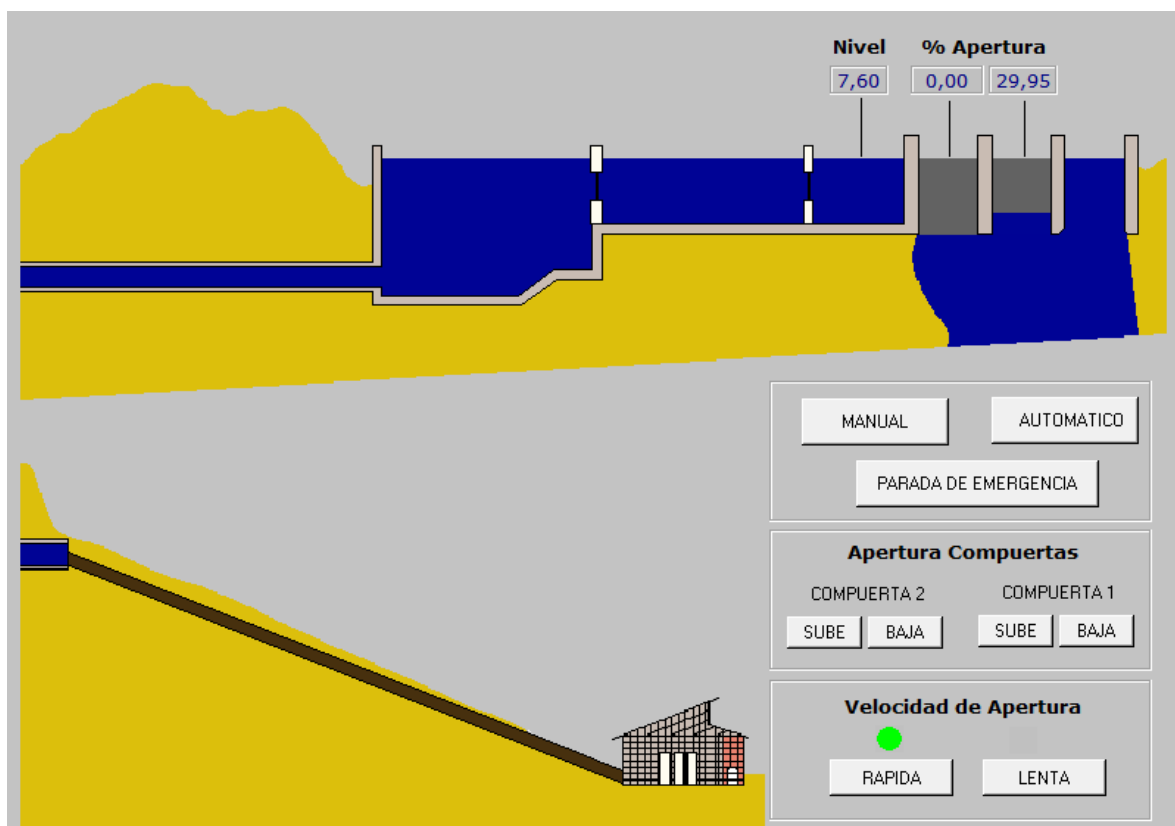 Nivel % Apertura
7,60 0,00 29,95
MANUAL AUTOMATICO
PARADA DE EMERGENCIA
Apertura Compuertas
COMPUERTA 2 COMPUERTA 1
SUBE BAJA SUBE BAJA
Velocidad de Apertura
RAPIDA LENTA